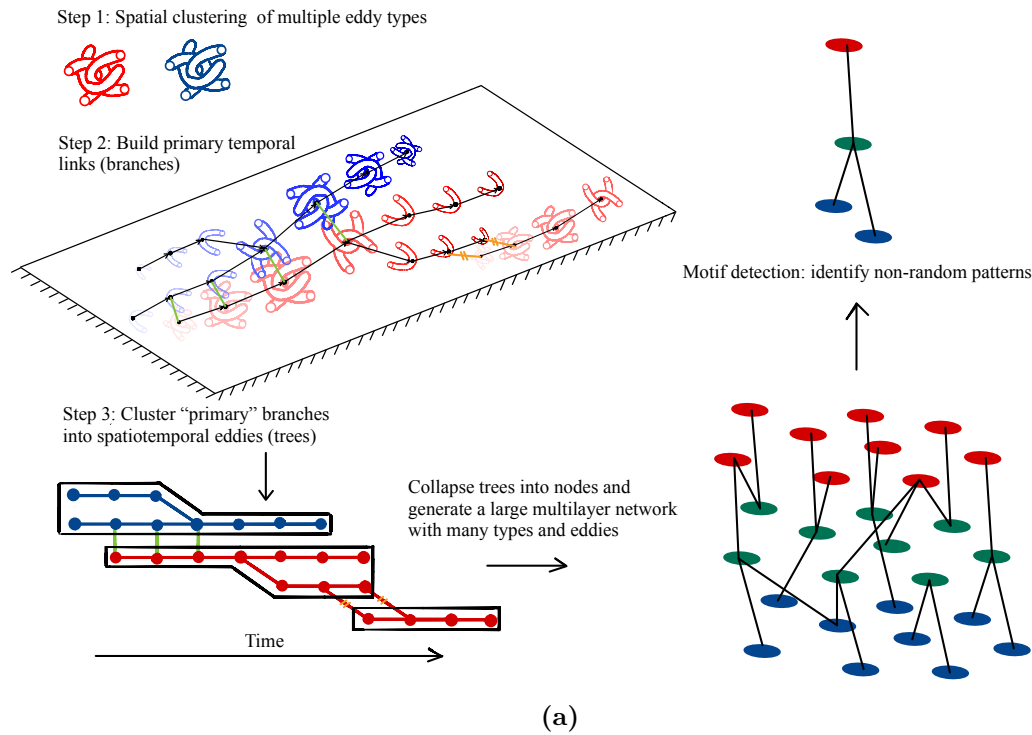 Step 1: Spatial clustering of multiple eddy types
Step 2: Build primary temporal
links (branches)
Motif detection: identify non-random patterns
Step 3: Cluster “primary” branches
into spatiotemporal eddies (trees)
Collapse trees into nodes and
generate a large multilayer network
with many types and eddies
Time
(a)